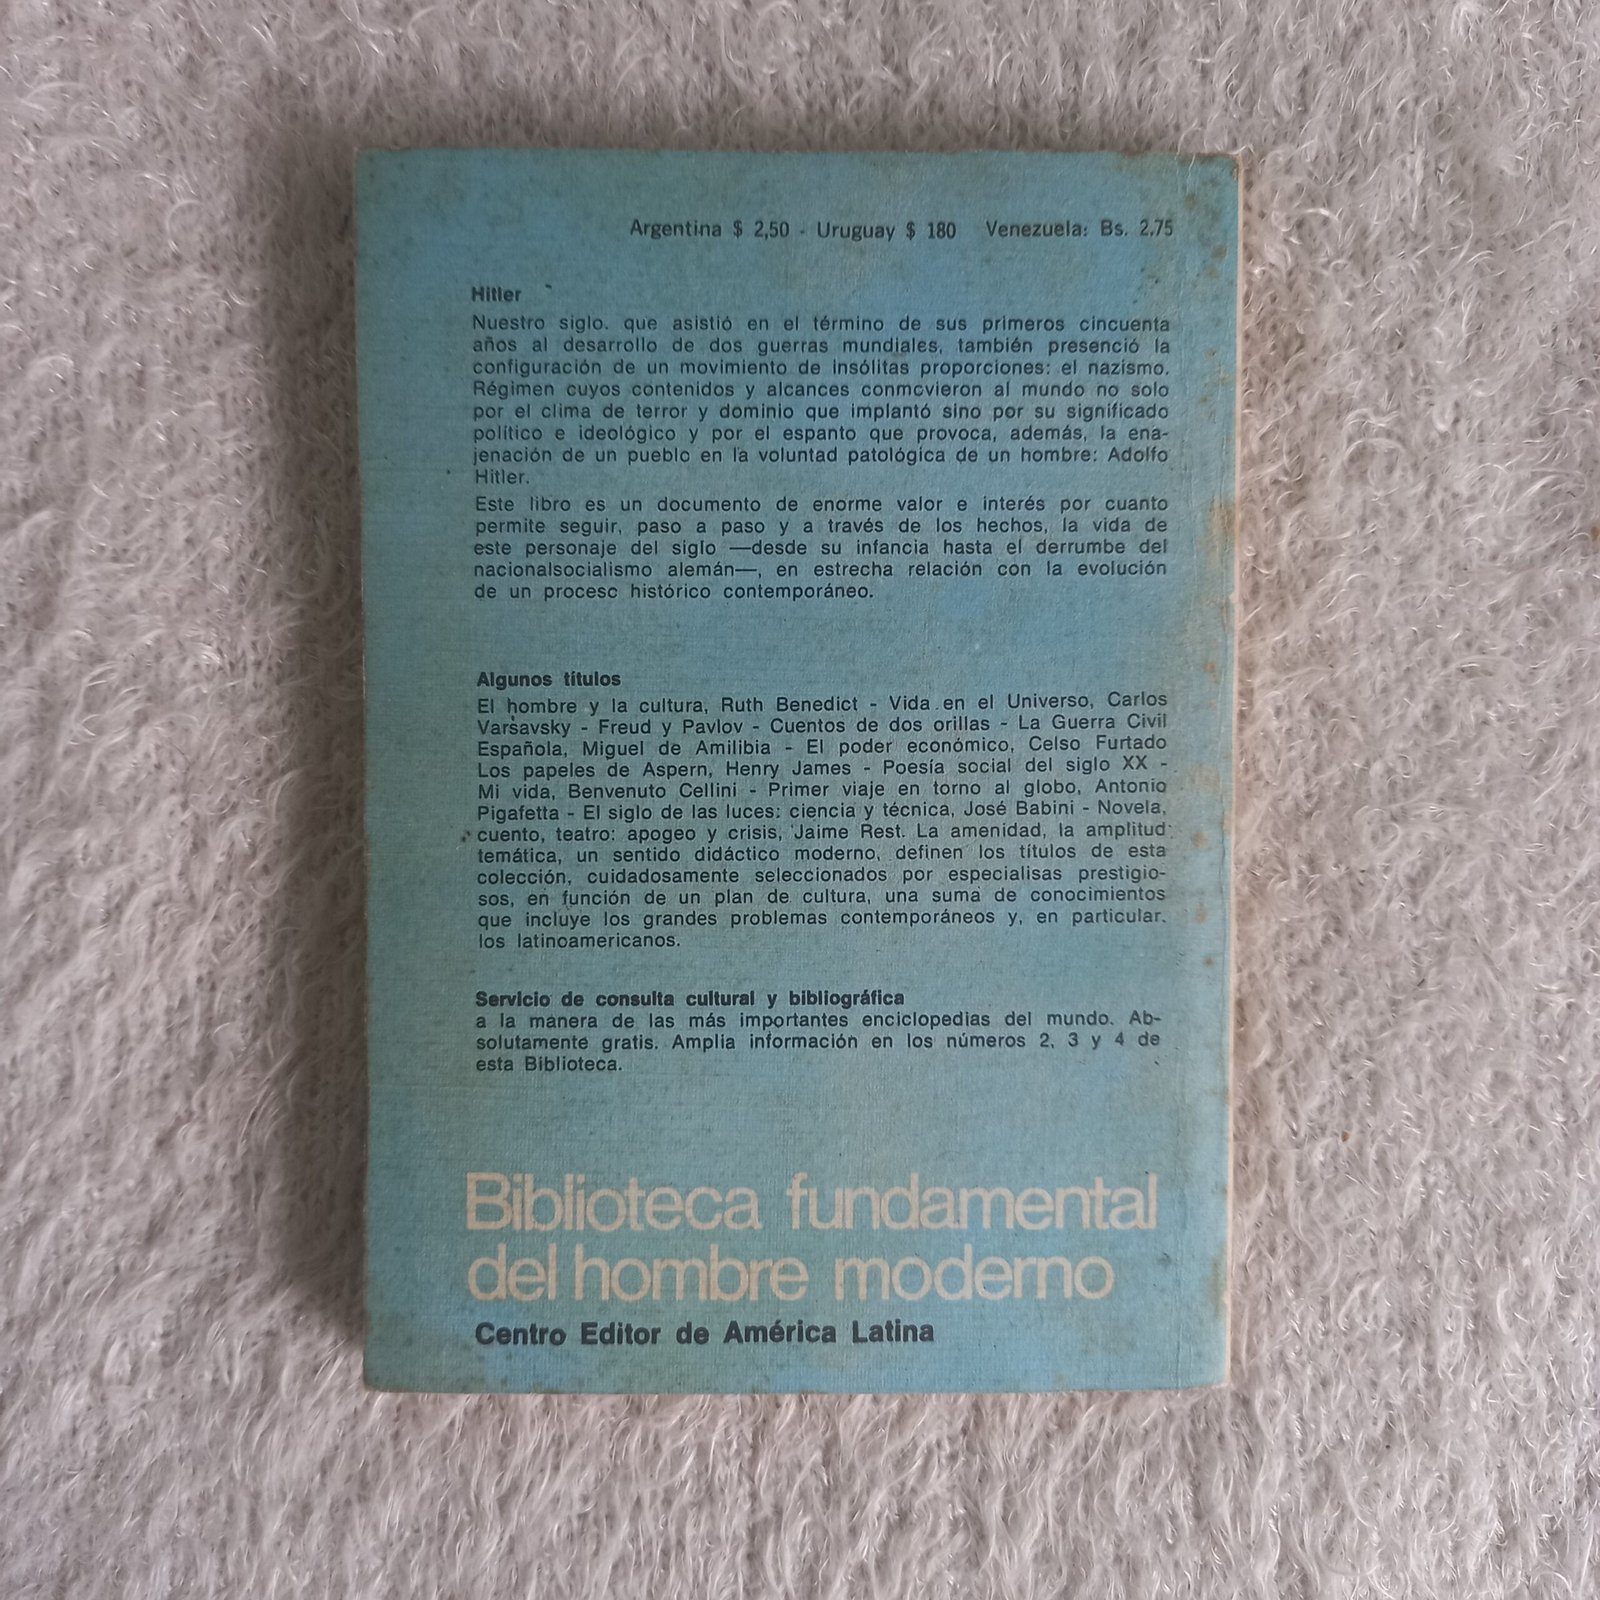 Argentina $ 2,50 - Uruguay $ 180 Venezuela: Bs. 2,75
Hitler
Nuestro siglo. que asistió en el término de sus primeros cincuenta
años al desarrollo de dos guerras mundiales, también presenció la
configuración de un movimiento de insólitas proporciones: el nazismo.
Régimen cuyos contenidos y alcances conmovieron al mundo no solo
por el clima de terror y dominio que implantó sino por su significado
político e ideológico y por el espanto que provoca, además, la ena-
jenación de un pueblo en la voluntad patológica de un hombre: Adolfo
Hitler.
Este libro es un documento de enorme valor e interés por cuanto
permite seguir, paso a paso y a través de los hechos, la vida de
este personaje del siglo —desde su infancia hasta el derrumbe del
nacionalsocialismo alemán—, en estrecha relación con la evolución
de un proceso histórico contemporáneo.
Algunos títulos
El hombre y la cultura, Ruth Benedict - Vida en el Universo, Carlos
Varsavsky - Freud y Pavlov - Cuentos de dos orillas - La Guerra Civil
Española, Miguel de Amilibia - El poder económico, Celso Furtado
Los papeles de Aspern, Henry James - Poesía social del siglo XX -
Mi vida, Benvenuto Cellini - Primer viaje en torno al globo, Antonio
Pigafetta - El siglo de las luces: ciencia y técnica, José Babini - Novela,
cuento, teatro: apogeo y crisis, Jaime Rest. La amenidad, la amplitud
temática, un sentido didáctico moderno, definen los títulos de esta
colección, cuidadosamente seleccionados por especialisas prestigio-
sos, en función de un plan de cultura, una suma de conocimientos
que incluye los grandes problemas contemporáneos y, en particular.
los latinoamericanos.
Servicio de consulta cultural y bibliográfica
a la manera de las más importantes enciclopedias del mundo. Ab-
solutamente gratis. Amplia información en los números 2, 3 y 4 de
esta Biblioteca.
Biblioteca fundamental
del hombre moderno
Centro Editor de América Latina